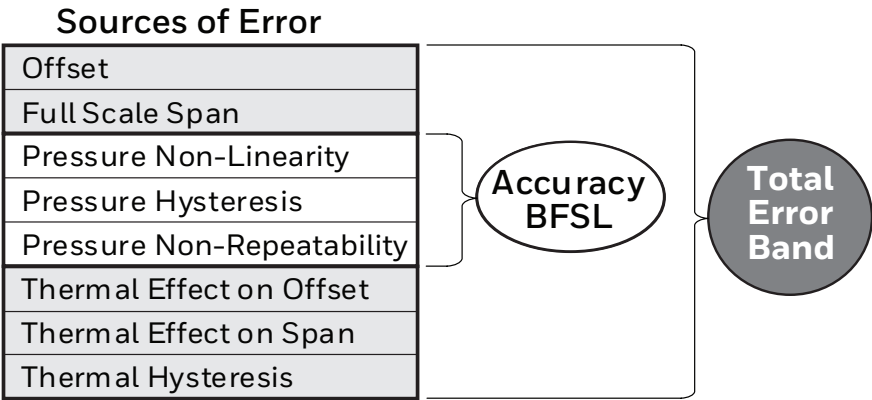 Sources of Error
Offset
Full Scale Span
Pressure Non-Linearity
Pressure Hysteresis
Pressure Non-Repeatability
Thermal Effect on Offset
Thermal Effect on Span
Thermal Hysteresis
Accuracy
BFSL
Total
Error
Band